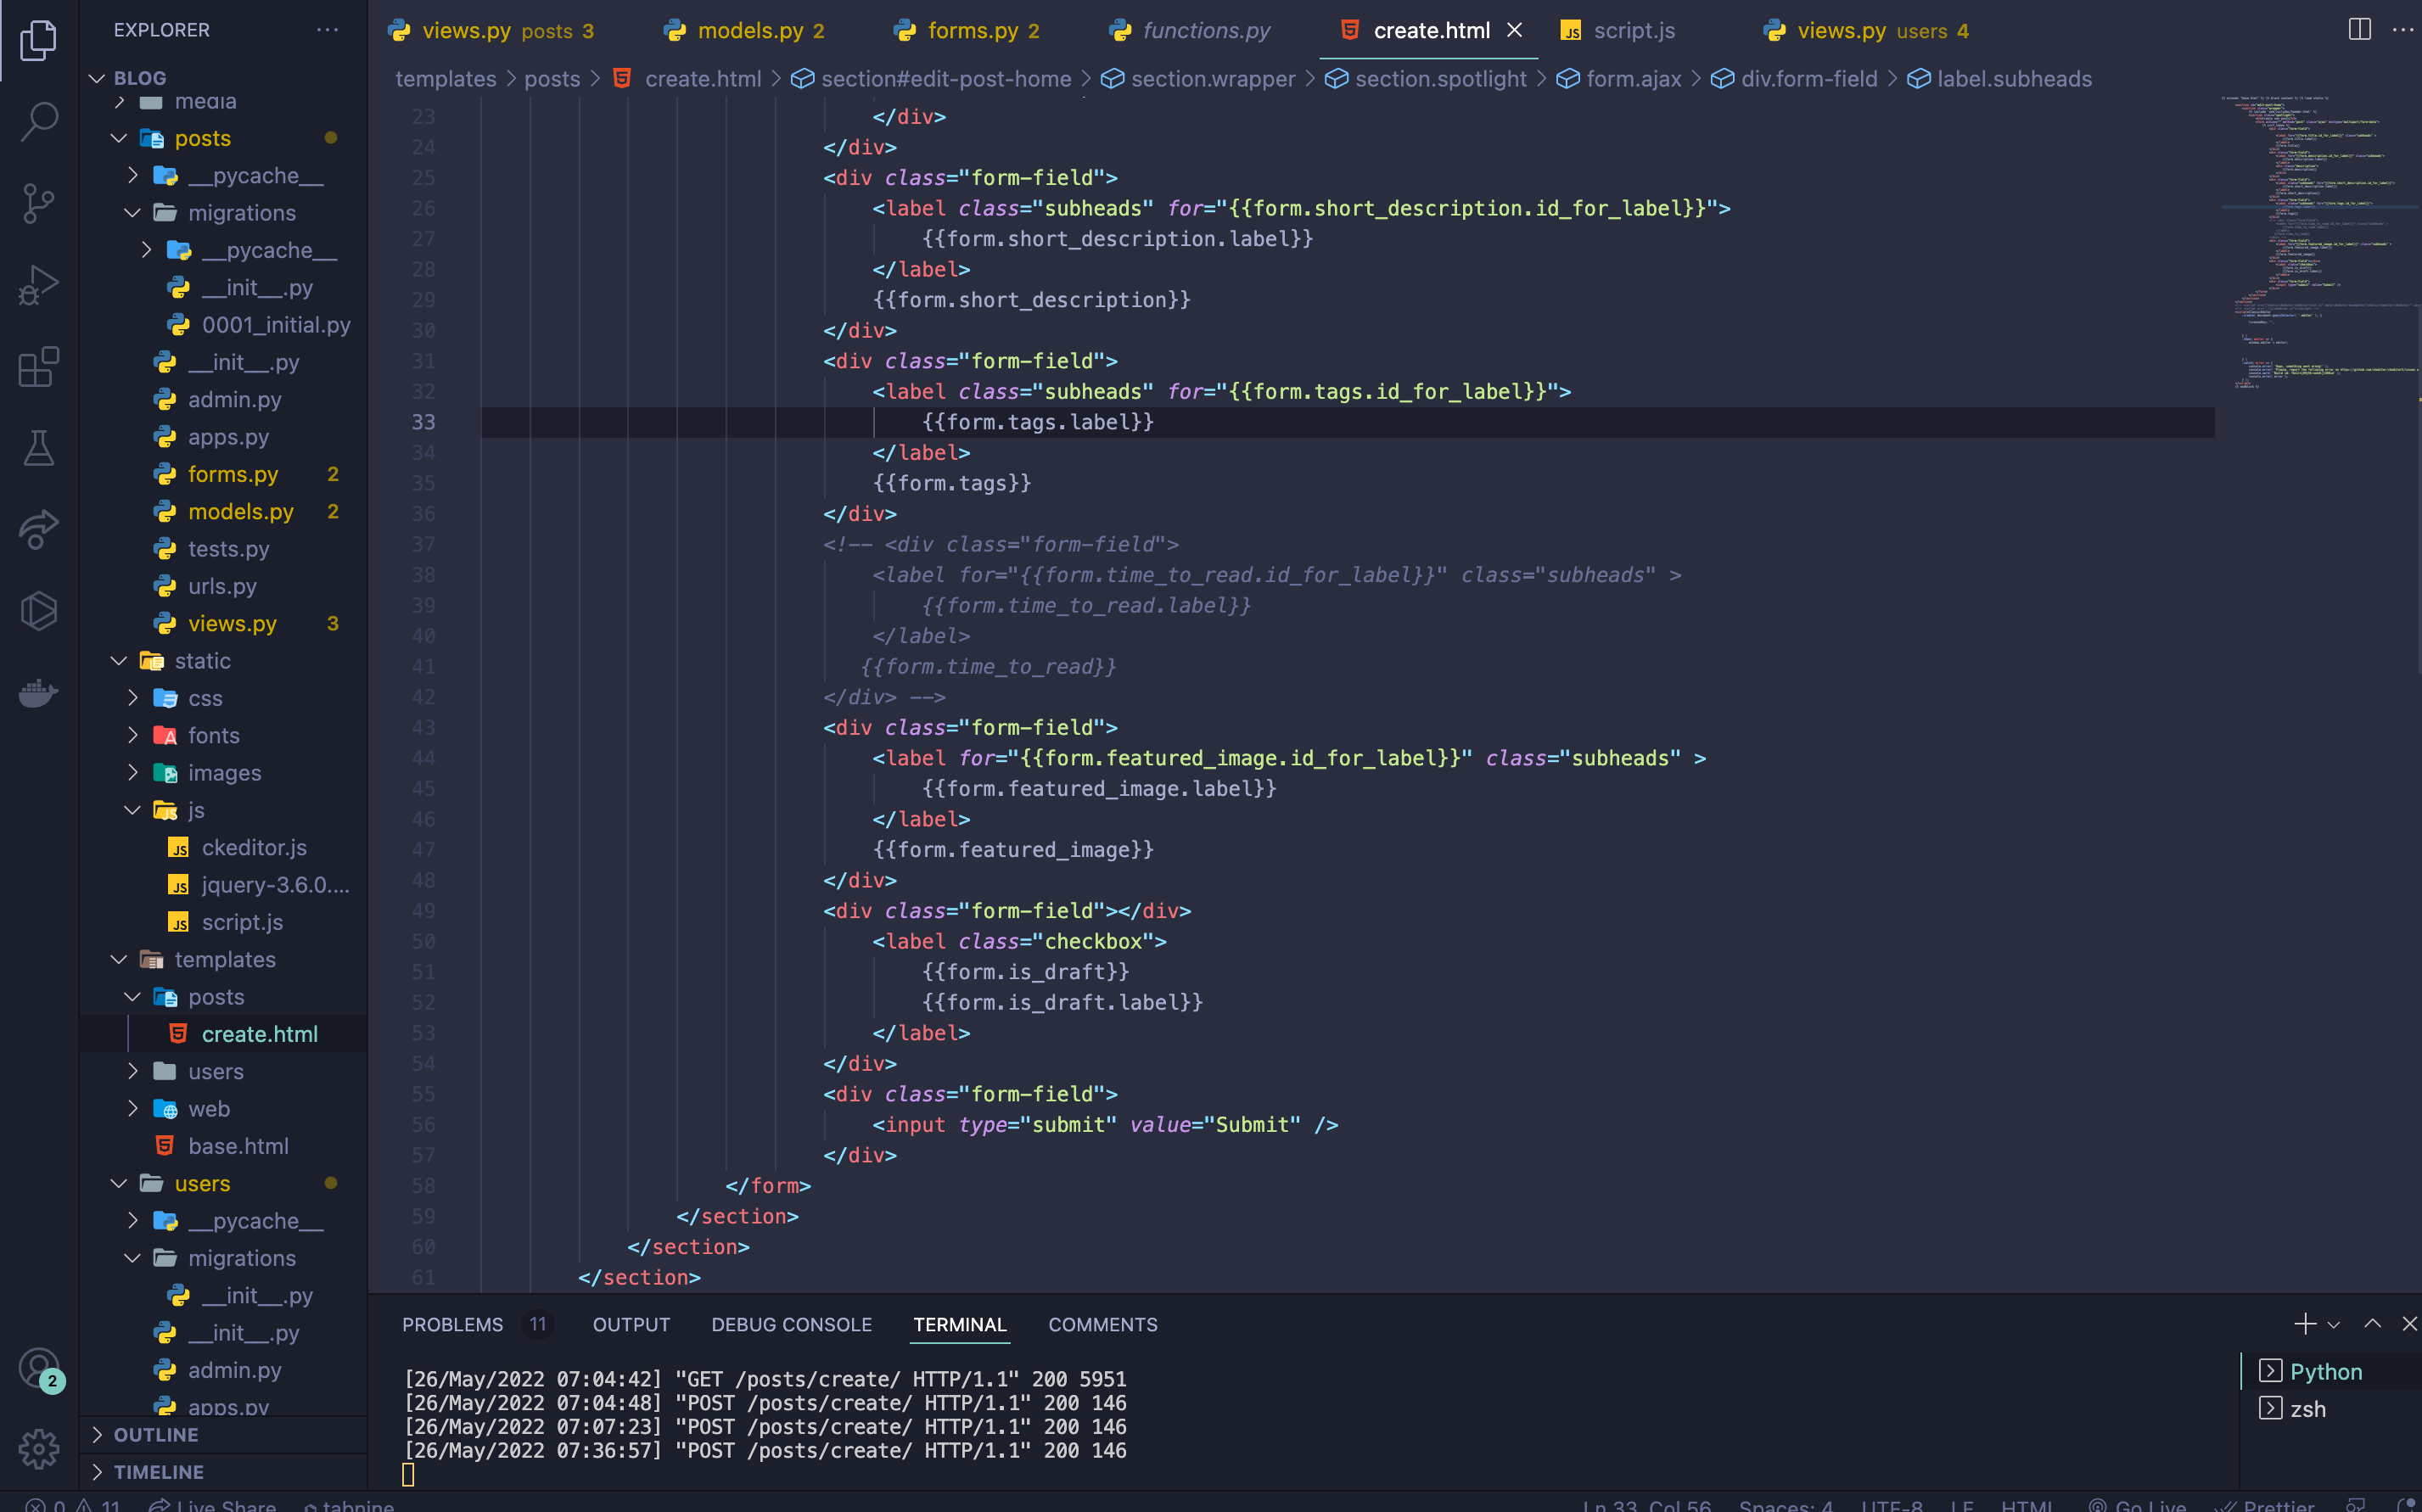 EXPLORER
BLOG
media
posts
__pycache__
migrations
__pycache__
__init__.py
0001_initial.py
__init__.py
admin.py
apps.py
forms.py 2
models.py 2
tests.py
urls.py
views.py 3
static
css
fonts
images
js
ckeditor.js
jquery-3.6.0....
script.js
templates
posts
create.html
users
web
base.html
users
__pycache__
migrations
__init__.py
__init__.py
admin.py
apps.py
OUTLINE
TIMELINE
2
views.py posts 3 models.py 2 forms.py 2 functions.py create.html script.js views.py users 4
templates > posts > create.html > section#edit-post-home > section.wrapper > section.spotlight > form.ajax > div.form-field > label.subheads
23 </div>
24 </div>
25 <div class="form-field">
26 <label class="subheads" for="{{form.short_description.id_for_label}}">
27 {{form.short_description.label}}
28 </label>
29 {{form.short_description}}
30 </div>
31 <div class="form-field">
32 <label class="subheads" for="{{form.tags.id_for_label}}">
33 {{form.tags.label}}
34 </label>
35 {{form.tags}}
36 </div>
37 <!-- <div class="form-field">
38 <label for="{{form.time_to_read.id_for_label}}" class="subheads" >
39 {{form.time_to_read.label}}
40 </label>
41 {{form.time_to_read}}
42 </div> -->
43 <div class="form-field">
44 <label for="{{form.featured_image.id_for_label}}" class="subheads" >
45 {{form.featured_image.label}}
46 </label>
47 {{form.featured_image}}
48 </div>
49 <div class="form-field"></div>
50 <label class="checkbox">
51 {{form.is_draft}}
52 {{form.is_draft.label}}
53 </label>
54 </div>
55 <div class="form-field">
56 <input type="submit" value="Submit" />
57 </div>
58 </form>
59 </section>
60 </section>
61 </section>
PROBLEMS 11 OUTPUT DEBUG CONSOLE TERMINAL COMMENTS
[26/May/2022 07:04:42] "GET /posts/create/ HTTP/1.1" 200 5951
[26/May/2022 07:04:48] "POST /posts/create/ HTTP/1.1" 200 146
[26/May/2022 07:07:23] "POST /posts/create/ HTTP/1.1" 200 146
[26/May/2022 07:36:57] "POST /posts/create/ HTTP/1.1" 200 146
Python
zsh
0 11 Live Share tabnine Ln 33, Col 56 Spaces: 4 UTF-8 LF HTML Go Live Prettier